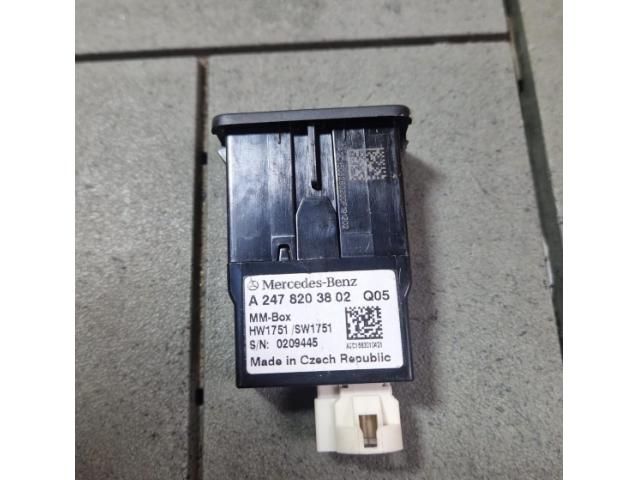 Mercedes-Benz
A 247 820 38 02 Q05
MM-Box
HW1751 /SW1751
S/N: 0209445
Made in Czech Republic